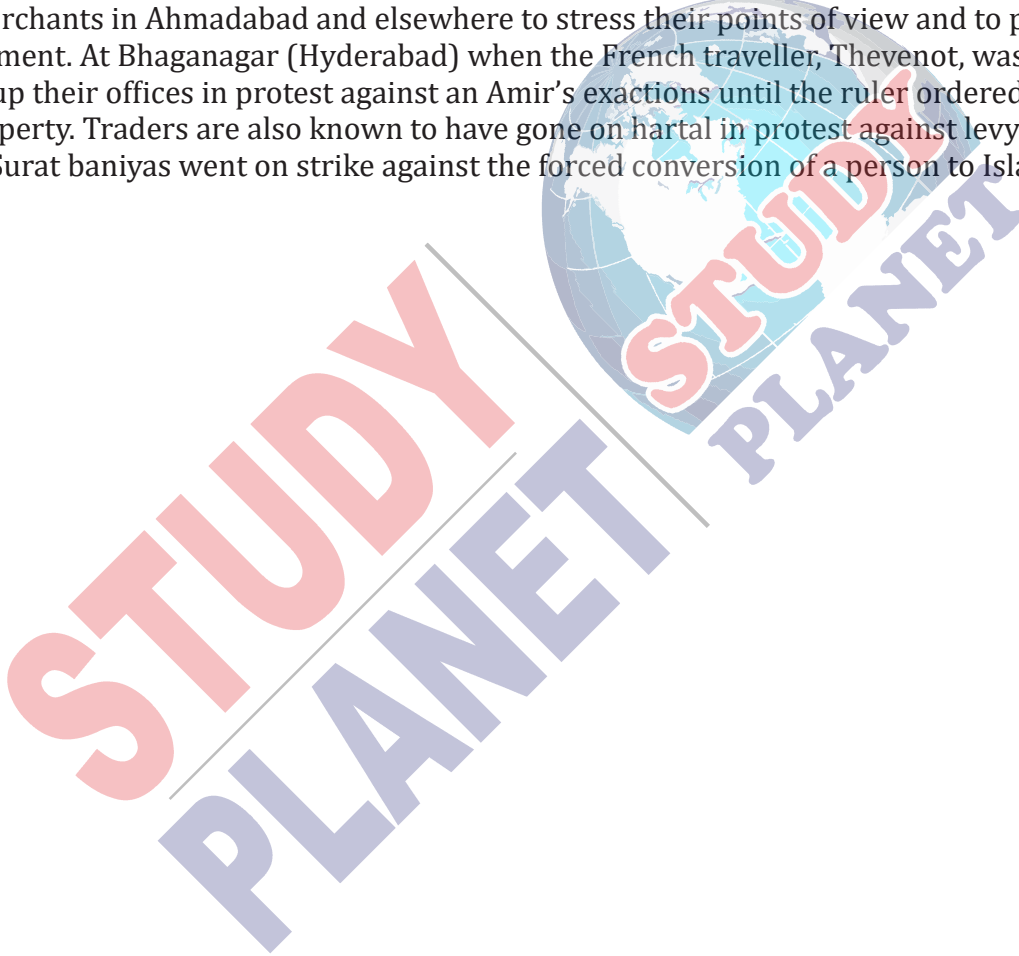 rchants in Ahmadabad and elsewhere to stress their points of view and to p
ment. At Bhaganagar (Hyderabad) when the French traveller, Thevenot, was
up their offices in protest against an Amir’s exactions until the ruler ordered
perty. Traders are also known to have gone on hartal in protest against levy
Surat baniyas went on strike against the forced conversion of a person to Isla
STUDY
PLANET
STUDY
PLANET